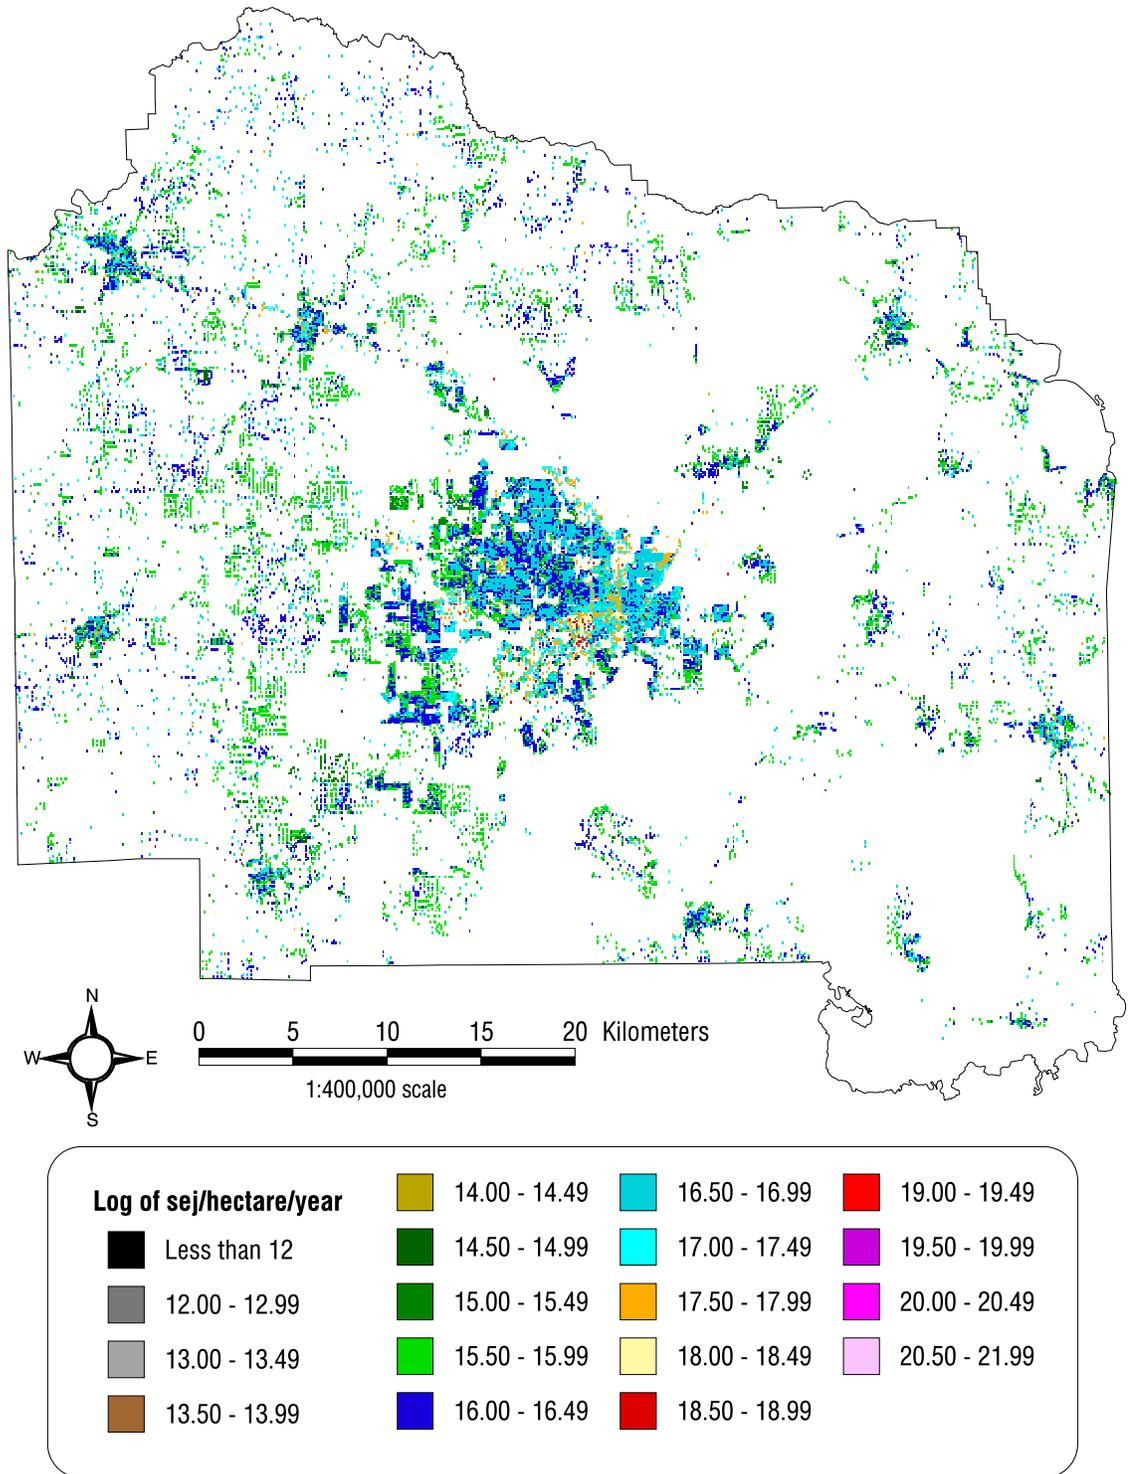 N
W E
S
0 5 10 15 20 Kilometers
1:400,000 scale
Log of sej/hectare/year
Less than 12
12.00 - 12.99
13.00 - 13.49
13.50 - 13.99
14.00 - 14.49
14.50 - 14.99
15.00 - 15.49
15.50 - 15.99
16.00 - 16.49
16.50 - 16.99
17.00 - 17.49
17.50 - 17.99
18.00 - 18.49
18.50 - 18.99
19.00 - 19.49
19.50 - 19.99
20.00 - 20.49
20.50 - 21.99